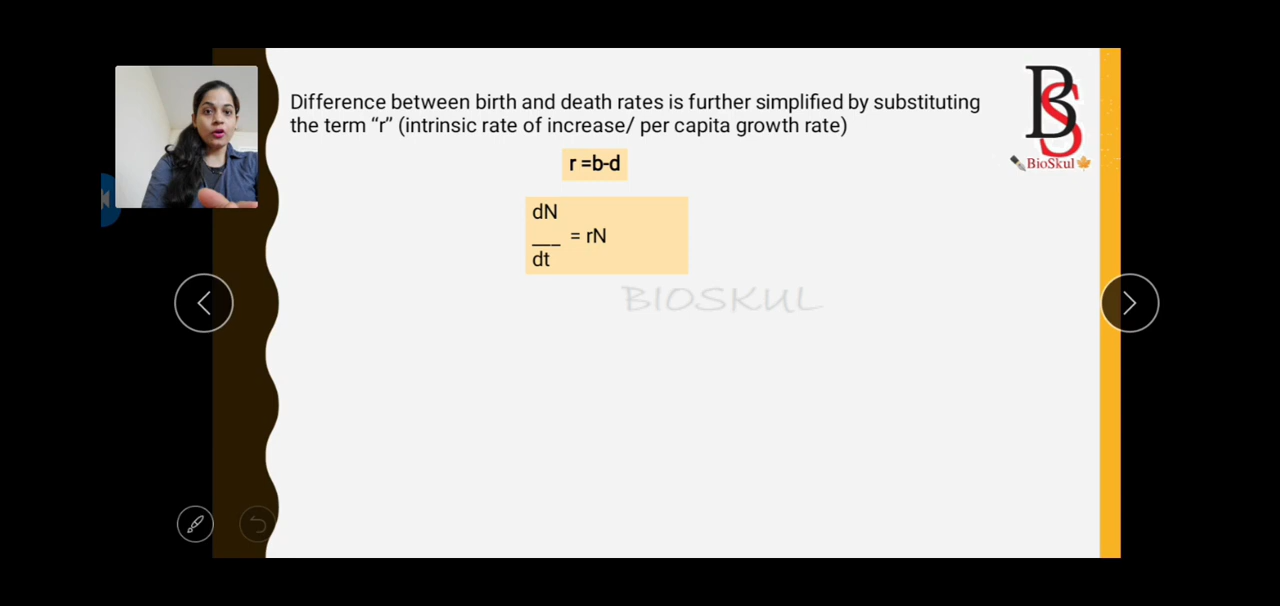 Difference between birth and death rates is further simplified by substituting
the term “r” (intrinsic rate of increase/ per capita growth rate)
r =b-d
dN
___ = rN
dt
BIOSKUL
BS
BioSkul